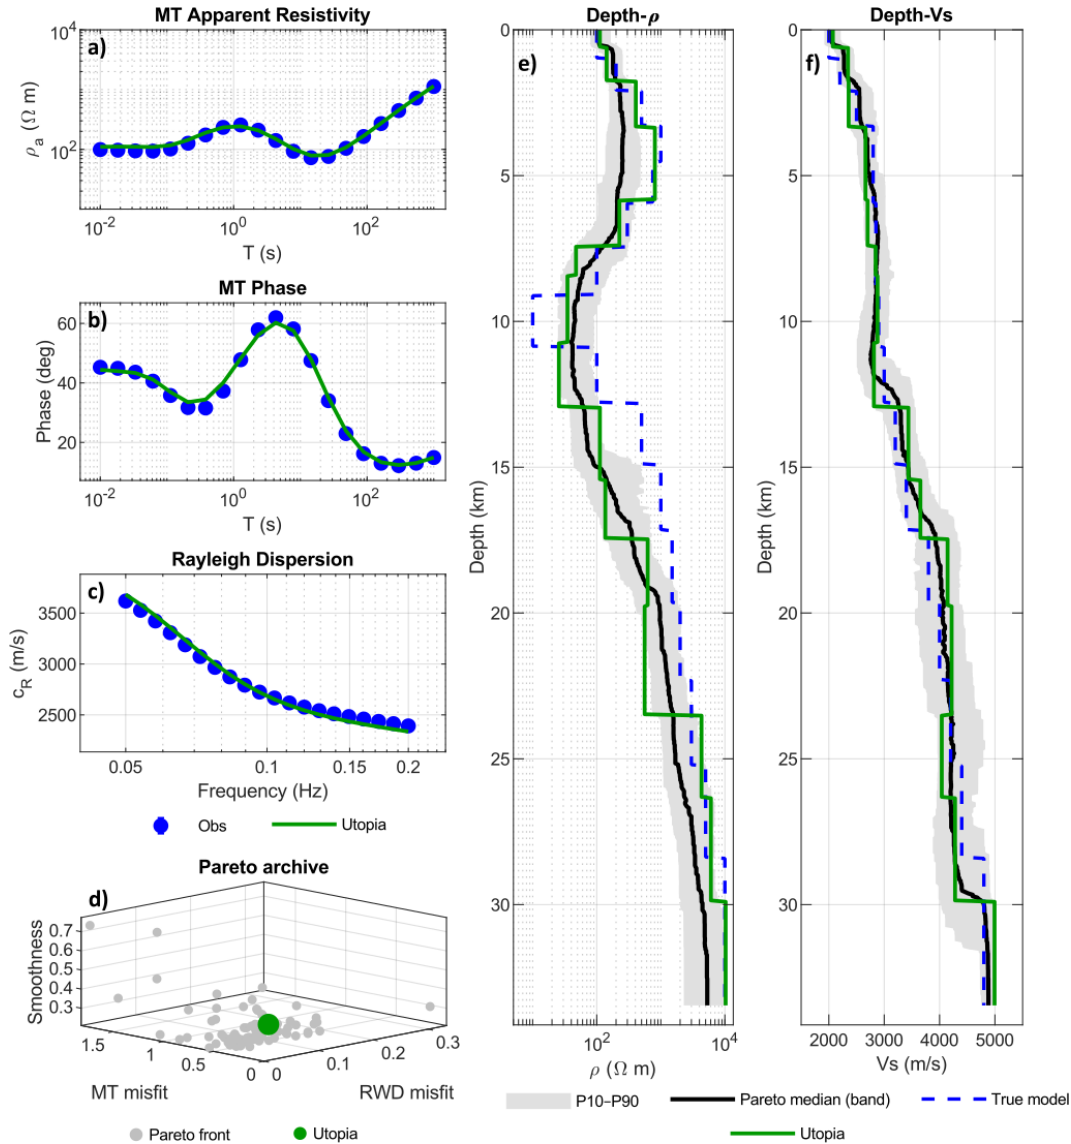 MT Apparent Resistivity
a)
10^4
10^2
ρ_a (Ω m)
10^-2 10^0 10^2
T (s)
MT Phase
b)
60
40
20
Phase (deg)
10^-2 10^0 10^2
T (s)
Rayleigh Dispersion
c)
3500
3000
2500
c_R (m/s)
0.05 0.1 0.15 0.2
Frequency (Hz)
Obs Utopia
Pareto archive
d)
0.7
0.6
0.5
0.4
0.3
Smoothness
1.5 1 0.5 0 0 0.1 0.2 0.3
MT misfit RWD misfit
Pareto front Utopia
Depth-ρ
e)
0
5
10
15
20
25
30
Depth (km)
10^2 10^4
ρ (Ω m)
Depth-Vs
f)
0
5
10
15
20
25
30
Depth (km)
2000 3000 4000 5000
Vs (m/s)
P10–P90 Pareto median (band) True model
Utopia